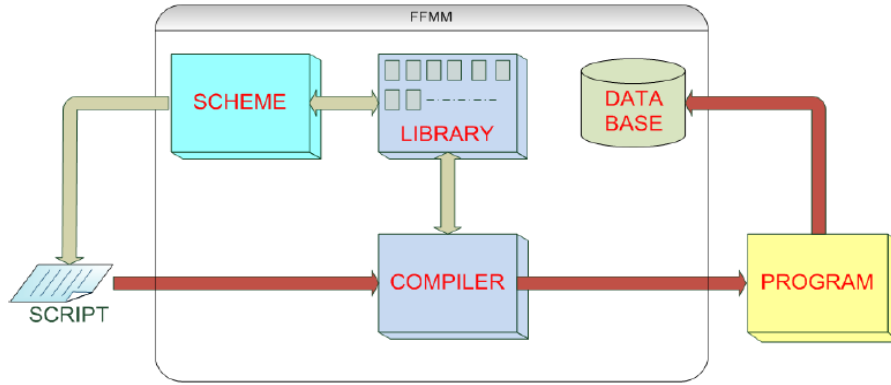 FFMM
SCHEME
LIBRARY
DATA
BASE
SCRIPT
COMPILER
PROGRAM